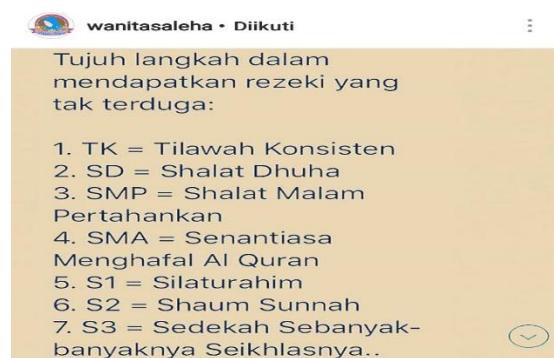 wanitasaleha • Diikuti
Tujuh langkah dalam
mendapatkan rezeki yang
tak terduga:
1. TK = Tilawah Konsisten
2. SD = Shalat Dhuha
3. SMP = Shalat Malam
Pertahankan
4. SMA = Senantiasa
Menghafal Al Quran
5. S1 = Silaturahim
6. S2 = Shaum Sunnah
7. S3 = Sedekah Sebanyak-
banyaknya Seikhlasnya..